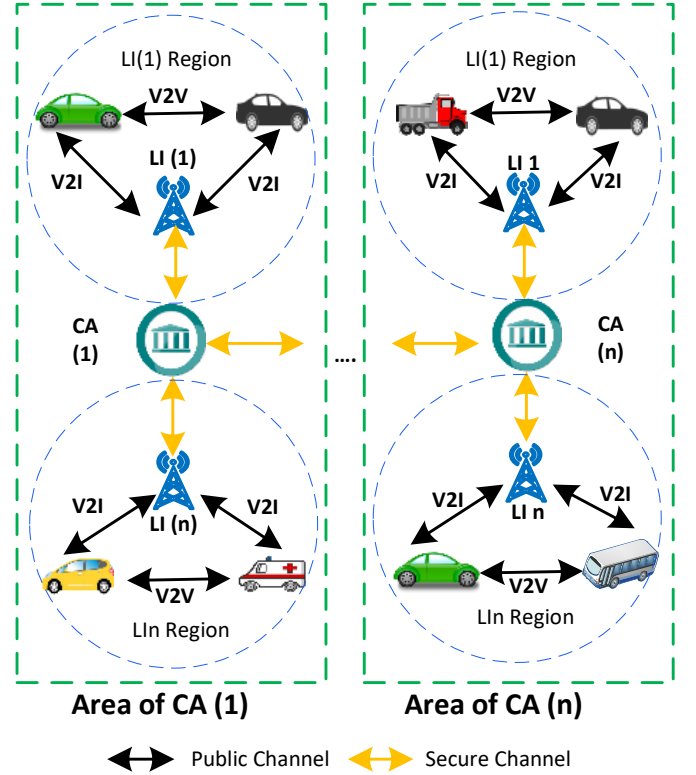 LI(1) Region
V2V
LI (1)
V2I
V2I
CA
(1)
V2I
V2I
LI (n)
V2V
LIn Region
Area of CA (1)
....
LI(1) Region
V2V
LI 1
V2I
V2I
CA
(n)
V2I
V2I
LI n
V2V
LIn Region
Area of CA (n)
Public Channel
Secure Channel